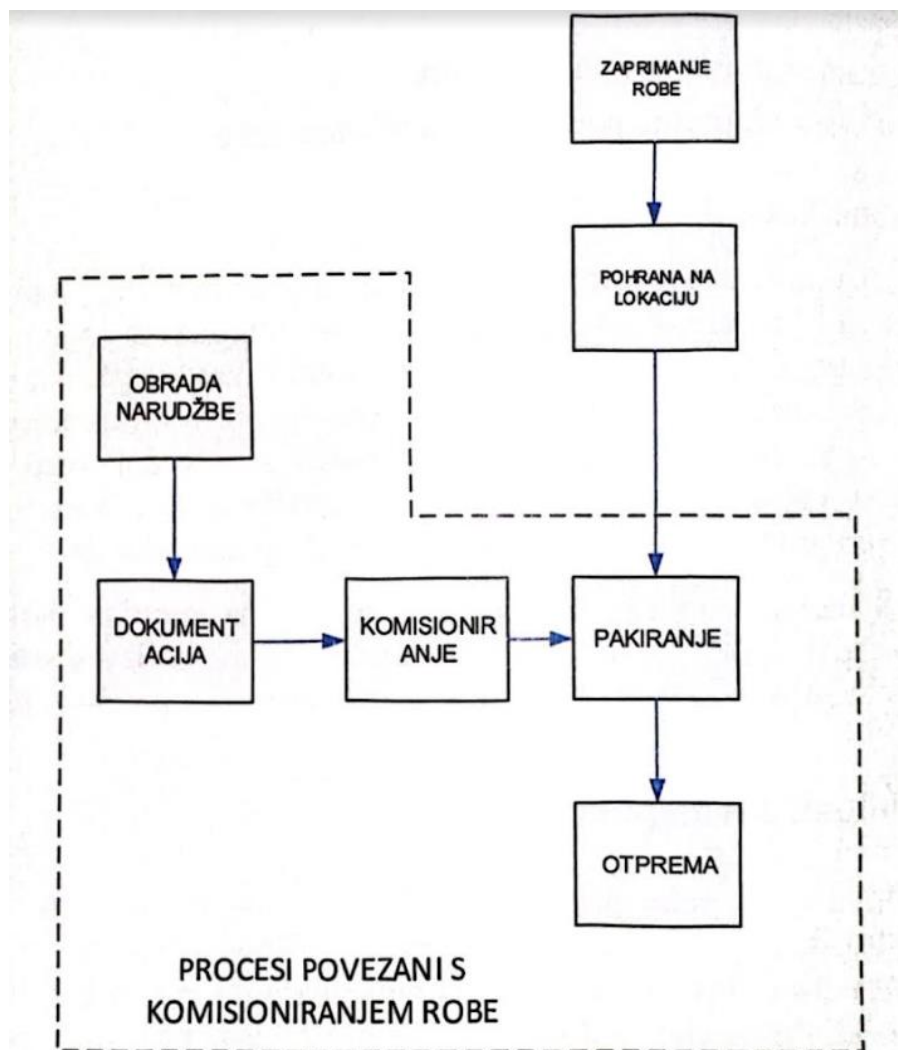 ZAPRIMANJE
ROBE
POHRANA NA
LOKACIJU
OBRADA
NARUDŽBE
DOKUMENT
ACIJA
KOMISIONIR
ANJE
PAKIRANJE
OTPREMA
PROCESI POVEZANI S
KOMISIONIRANJEM ROBE